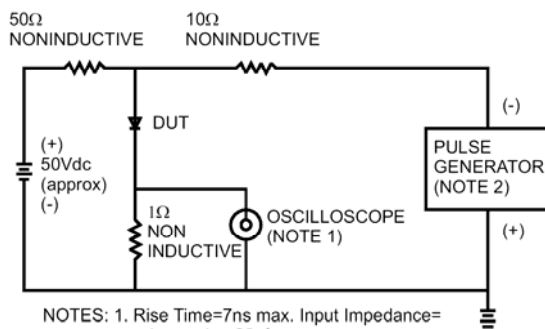 50Ω
NONINDUCTIVE
10Ω
NONINDUCTIVE
DUT
(+)
50Vdc
(approx)
(-)
1Ω
NON
INDUCTIVE
OSCILLOSCOPE
(NOTE 1)
(-)
PULSE
GENERATOR
(NOTE 2)
(+)
NOTES: 1. Rise Time=7ns max. Input Impedance=